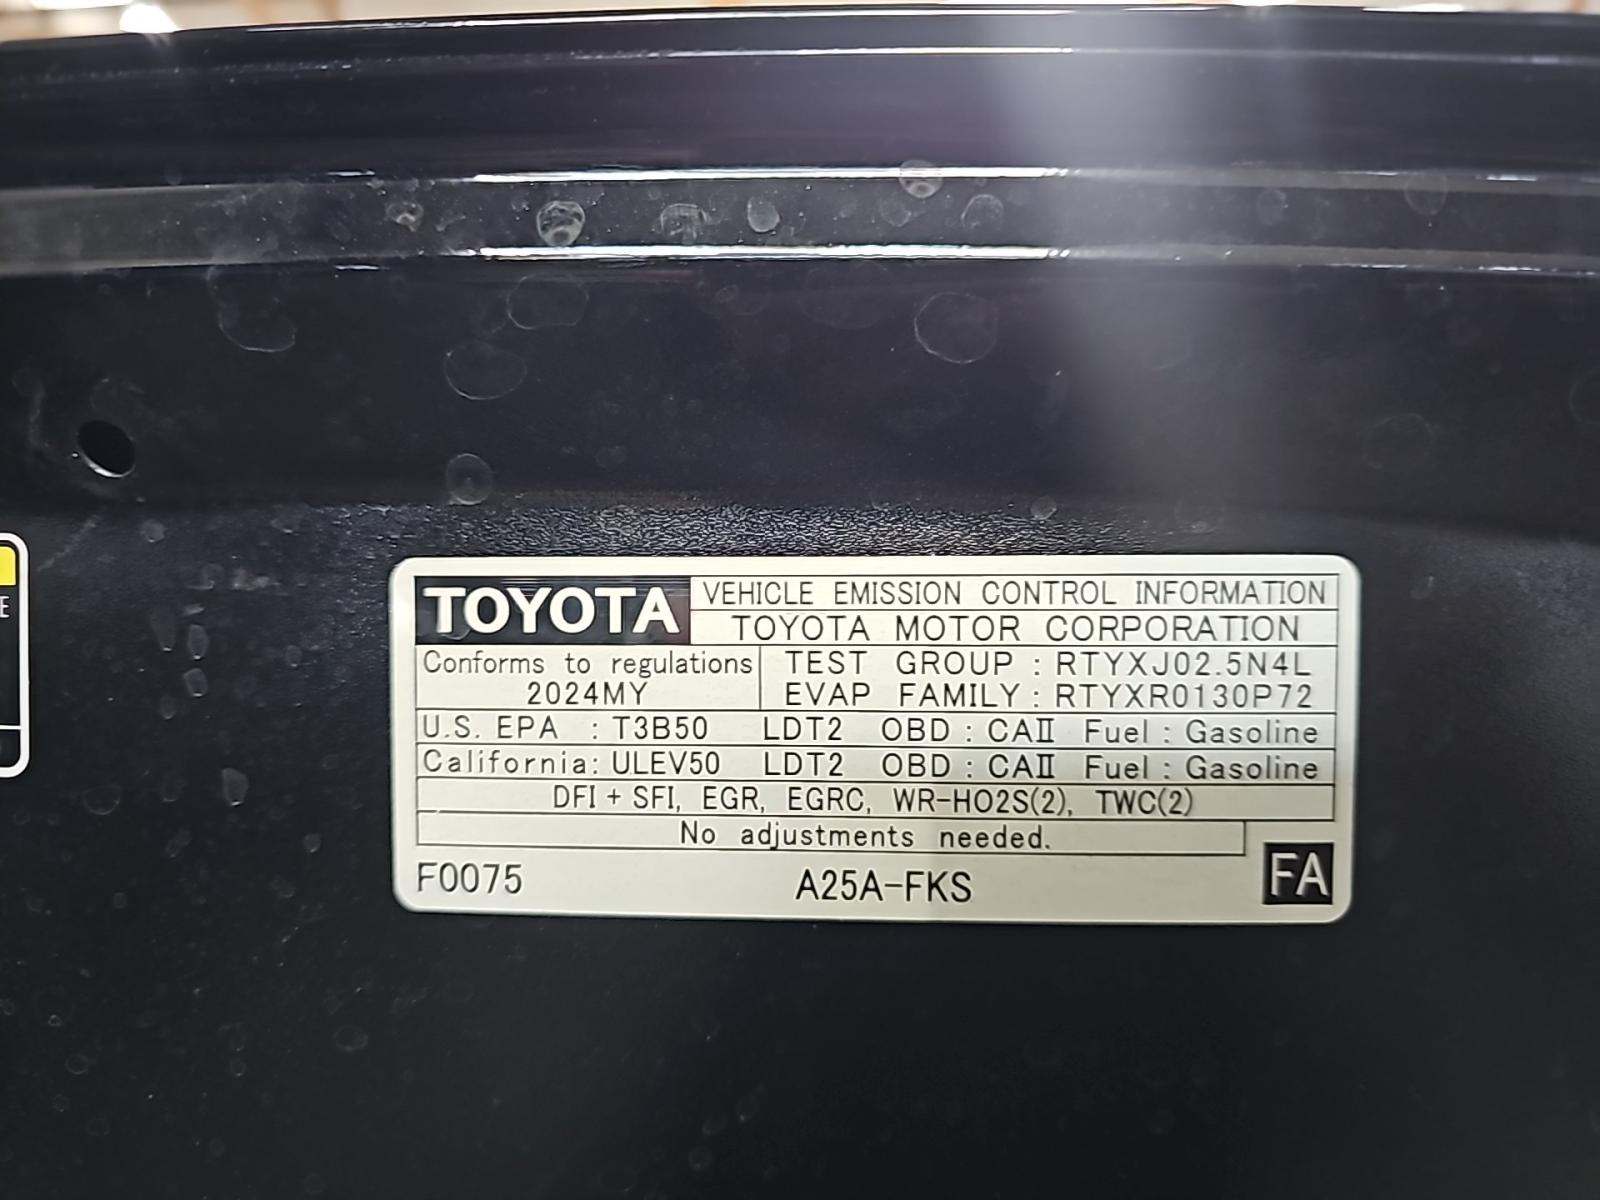 TOYOTA VEHICLE EMISSION CONTROL INFORMATION
TOYOTA MOTOR CORPORATION
Conforms to regulations
2024MY
TEST GROUP : RTYXJ02.5N4L
EVAP FAMILY : RTYXR0130P72
U.S. EPA : T3B50 LDT2 OBD : CAII Fuel : Gasoline
California: ULEV50 LDT2 OBD : CAII Fuel : Gasoline
DFI + SFI, EGR, EGRC, WR-HO2S(2), TWC(2)
No adjustments needed.
F0075 A25A-FKS FA